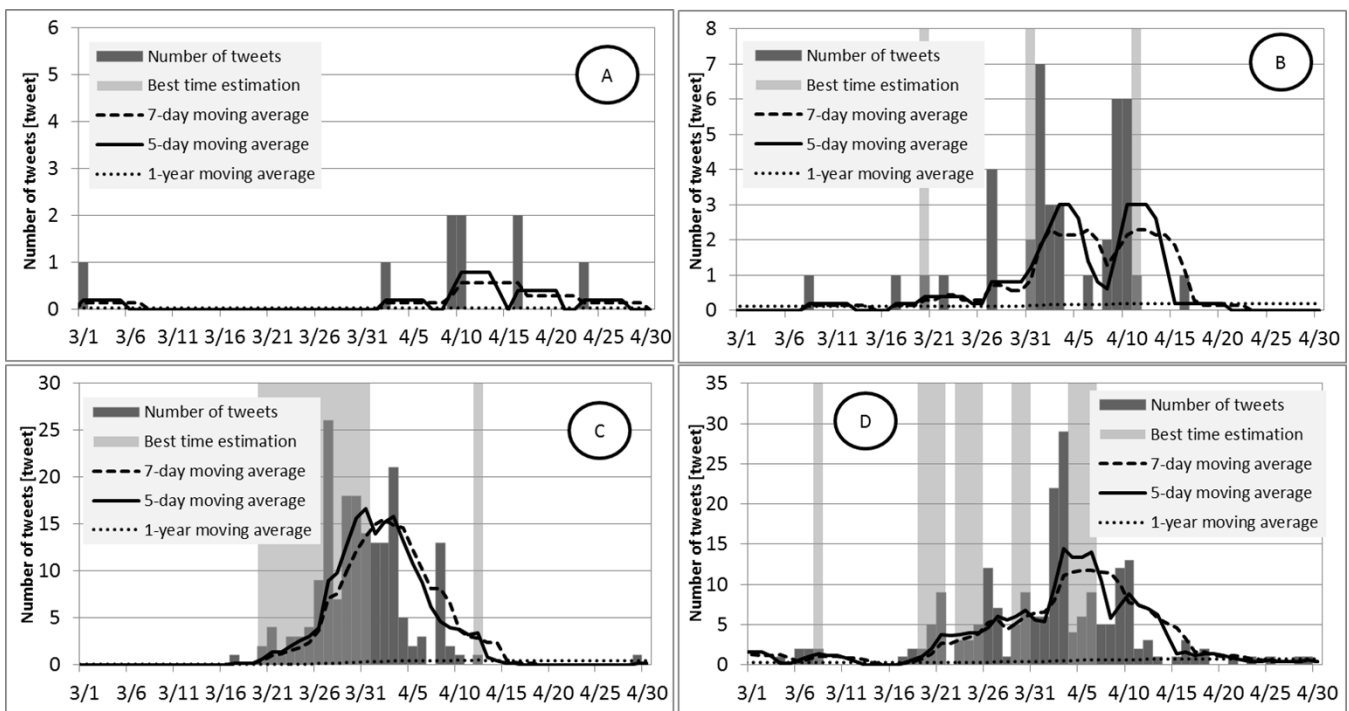 6
5
4
3
2
1
0
Number of tweets [tweet]
Number of tweets
Best time estimation
7-day moving average
5-day moving average
1-year moving average
A
3/1 3/6 3/11 3/16 3/21 3/26 3/31 4/5 4/10 4/15 4/20 4/25 4/30
8
7
6
5
4
3
2
1
0
Number of tweets [tweet]
Number of tweets
Best time estimation
7-day moving average
5-day moving average
1-year moving average
B
3/1 3/6 3/11 3/16 3/21 3/26 3/31 4/5 4/10 4/15 4/20 4/25 4/30
30
25
20
15
10
5
0
Number of tweets [tweet]
Number of tweets
Best time estimation
7-day moving average
5-day moving average
1-year moving average
C
3/1 3/6 3/11 3/16 3/21 3/26 3/31 4/5 4/10 4/15 4/20 4/25 4/30
35
30
25
20
15
10
5
0
Number of tweets [tweet]
D
Number of tweets
Best time estimation
7-day moving average
5-day moving average
1-year moving average
3/1 3/6 3/11 3/16 3/21 3/26 3/31 4/5 4/10 4/15 4/20 4/25 4/30